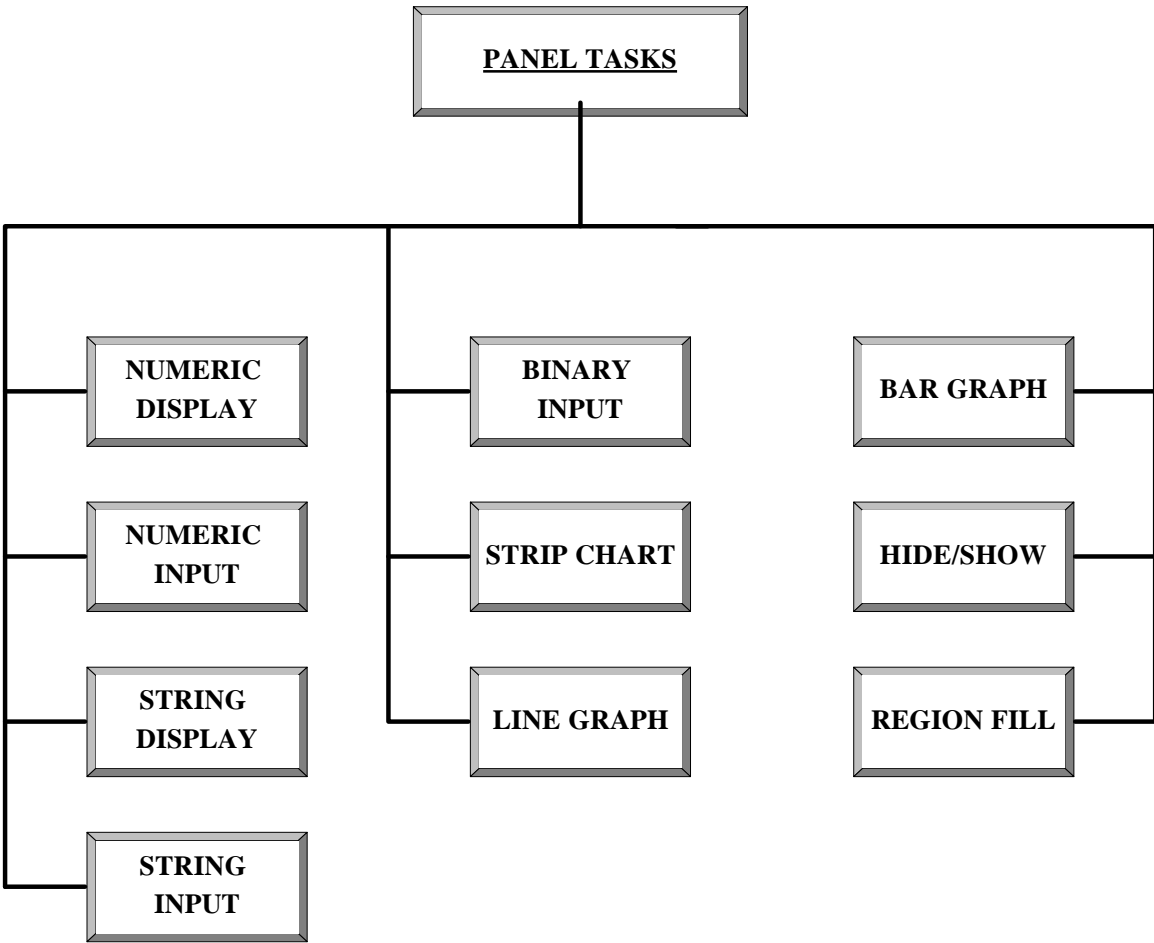 PANEL TASKS
NUMERIC
DISPLAY
NUMERIC
INPUT
STRING
DISPLAY
STRING
INPUT
BINARY
INPUT
STRIP CHART
LINE GRAPH
BAR GRAPH
HIDE/SHOW
REGION FILL